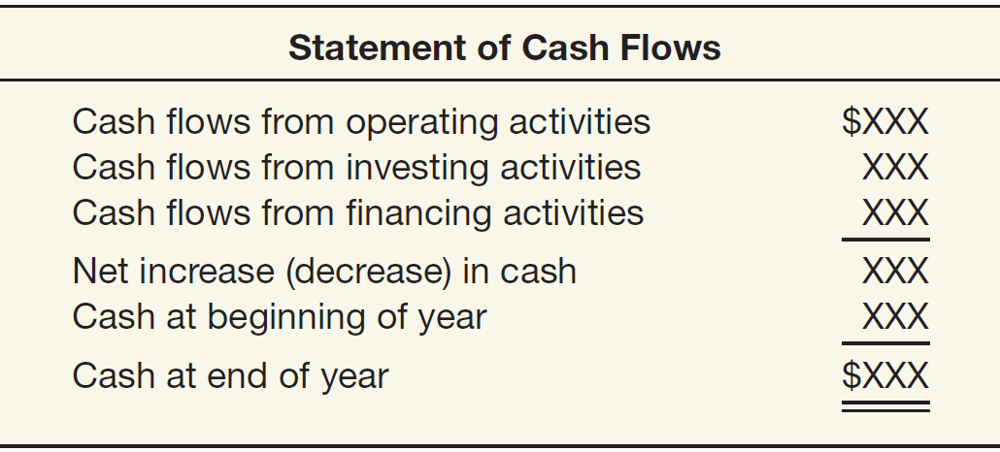 Statement of Cash Flows
Cash flows from operating activities $XXX
Cash flows from investing activities XXX
Cash flows from financing activities XXX
Net increase (decrease) in cash XXX
Cash at beginning of year XXX
Cash at end of year $XXX